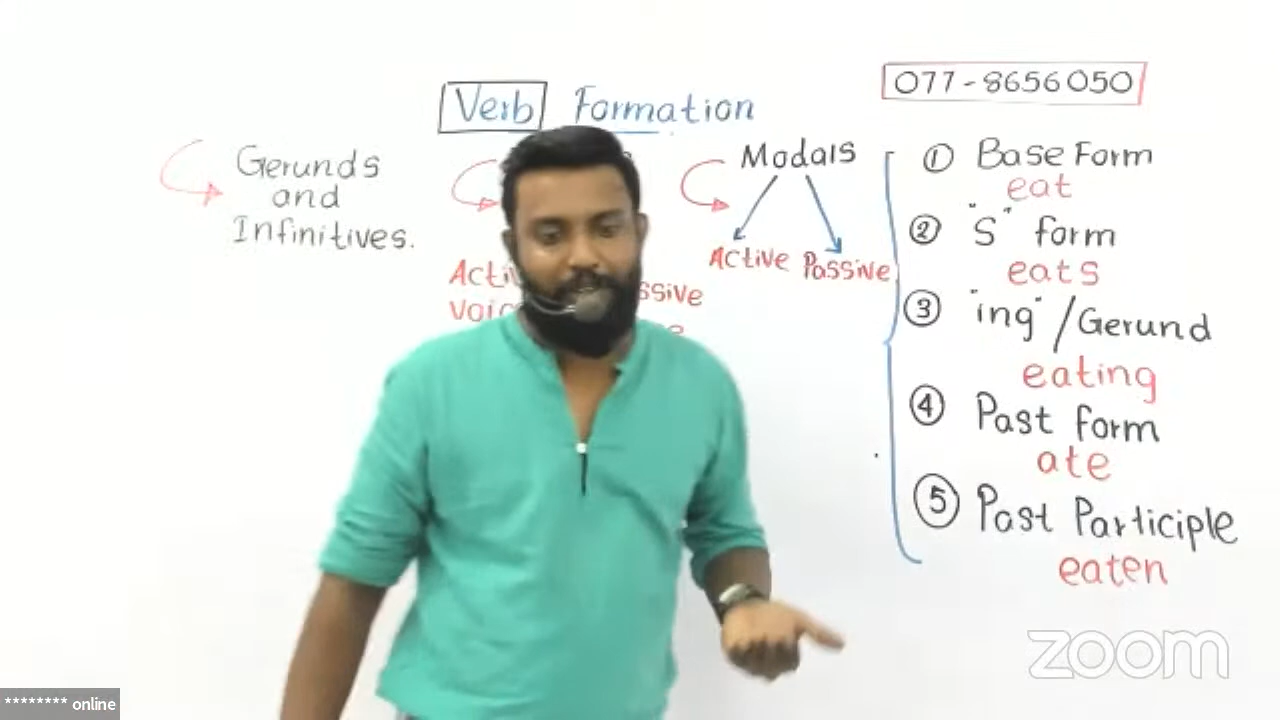 077-8656050
Verb Formation
Gerunds
and
Infinitives.
Modals
Active Passive
① Base Form
eat
② "S" form
eats
③ "ing" / Gerund
eating
④ Past form
ate
⑤ Past Participle
eaten
zoom
******** online